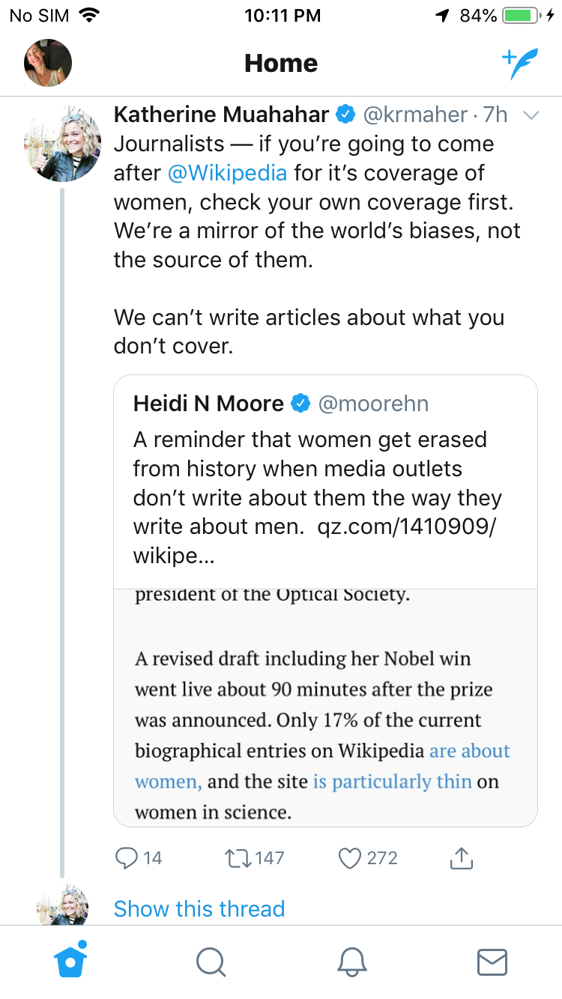 No SIM 10:11 PM 84%
Home
Katherine Muahahar @krmaher · 7h
Journalists — if you’re going to come
after @Wikipedia for it’s coverage of
women, check your own coverage first.
We’re a mirror of the world’s biases, not
the source of them.
We can’t write articles about what you
don’t cover.
Heidi N Moore @moorehn
A reminder that women get erased
from history when media outlets
don’t write about them the way they
write about men. qz.com/1410909/
wikipe...
president of the Optical Society.
A revised draft including her Nobel win
went live about 90 minutes after the prize
was announced. Only 17% of the current
biographical entries on Wikipedia are about
women, and the site is particularly thin on
women in science.
14 147 272
Show this thread